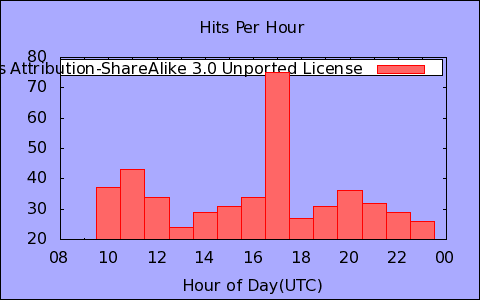 Hits Per Hour
80
s Attribution-ShareAlike 3.0 Unported License
70
60
50
40
30
20
08 10 12 14 16 18 20 22 00
Hour of Day(UTC)